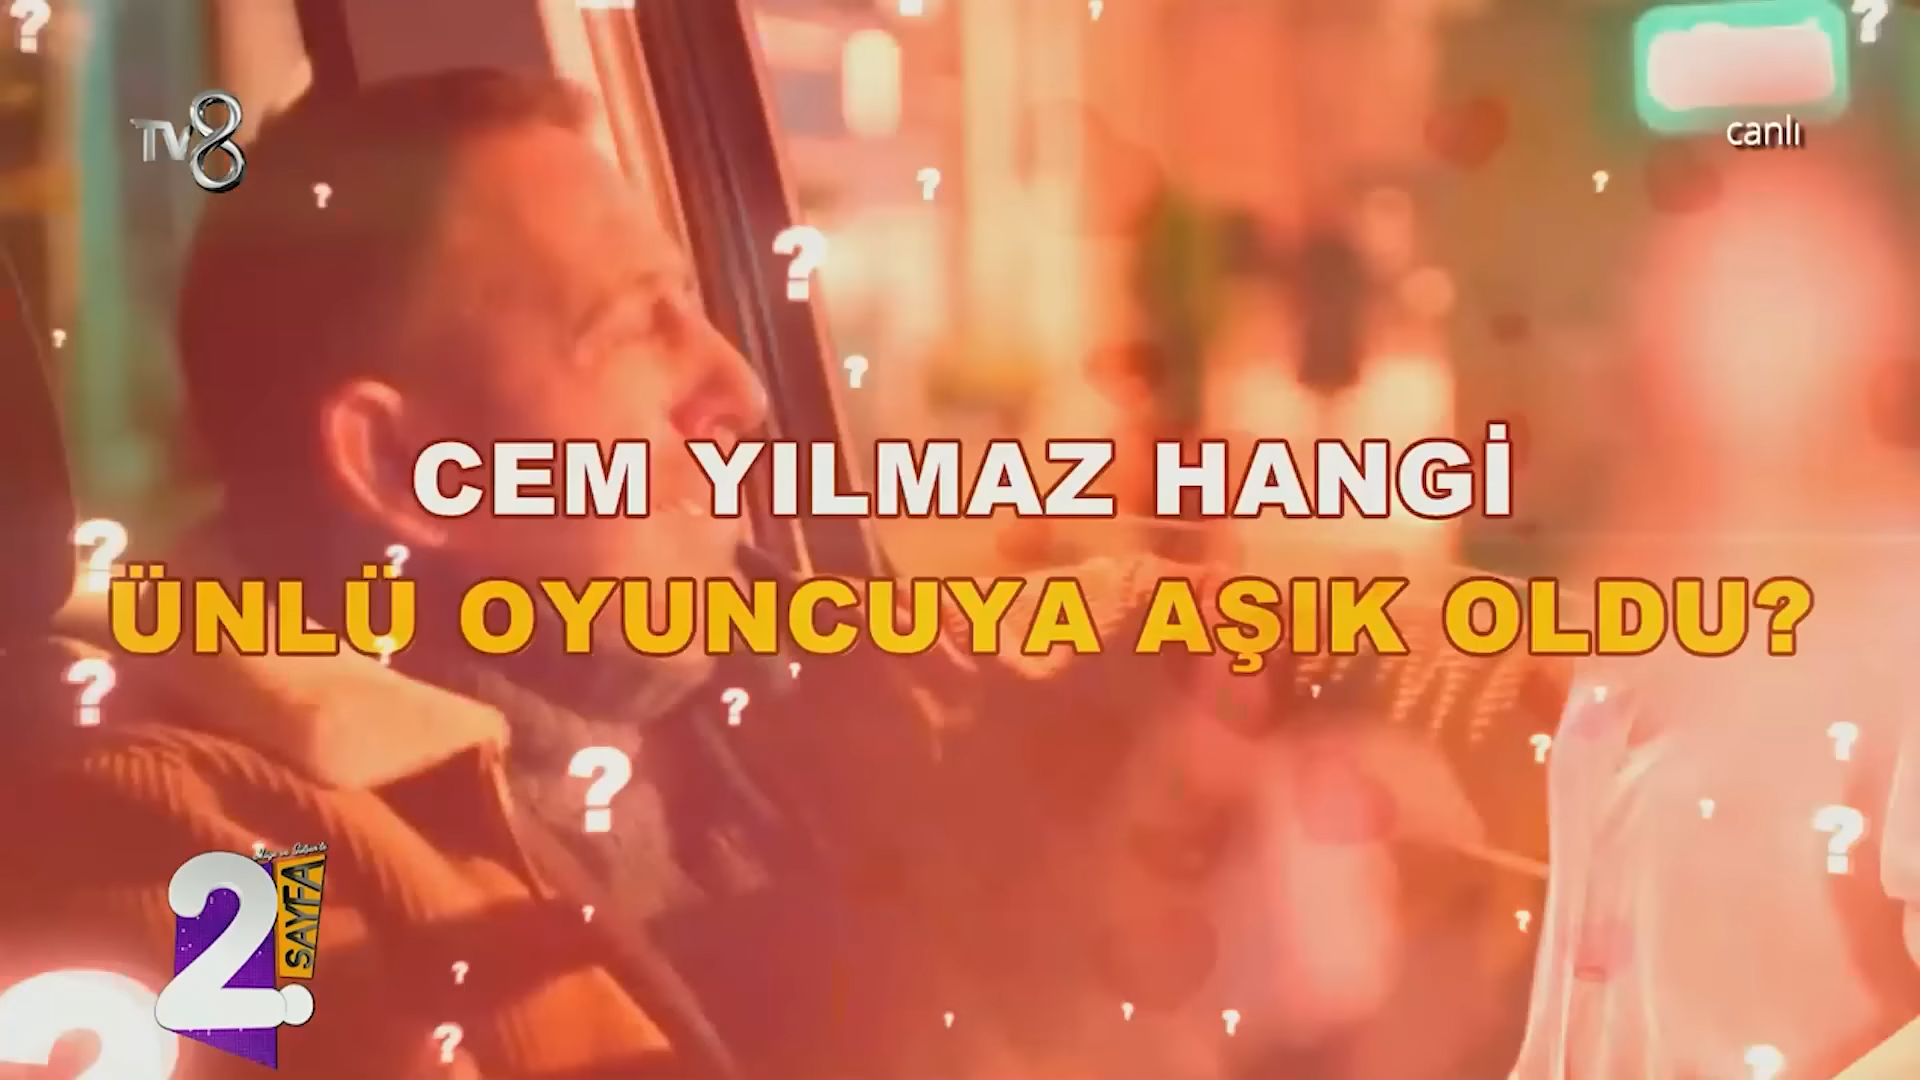 TV8
canlı
CEM YILMAZ HANGİ
ÜNLÜ OYUNCUYA AŞIK OLDU?
2.
SAYFA